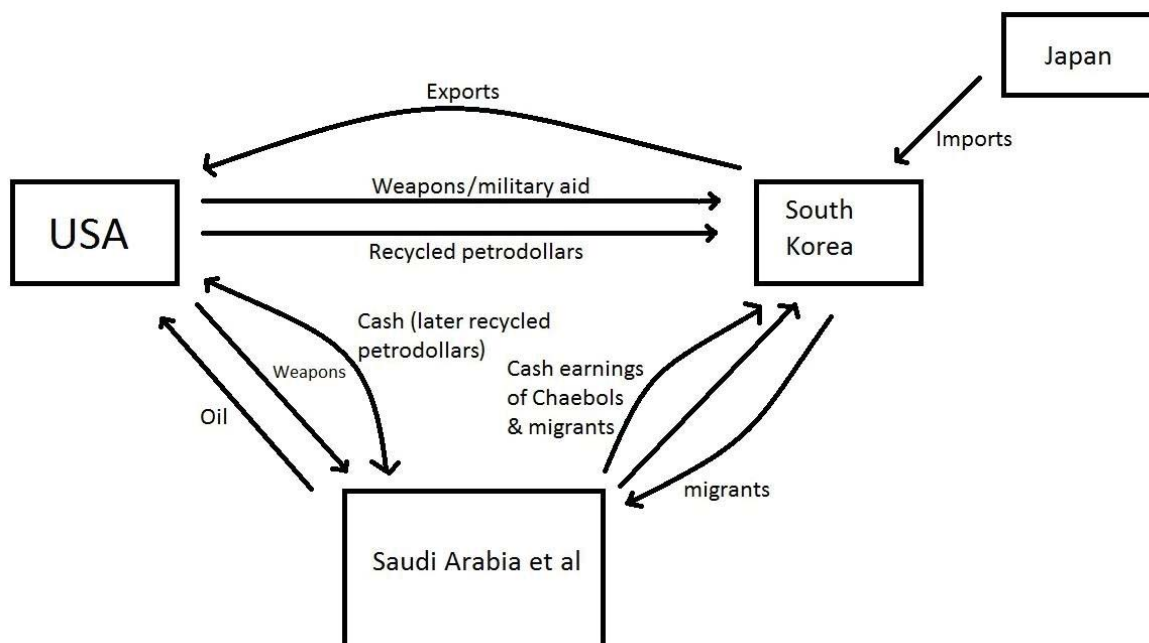 Japan
Exports
Imports
USA
Weapons/military aid
South
Korea
Recycled petrodollars
Cash (later recycled
petrodollars)
Weapons
Oil
Cash earnings
of Chaebols
& migrants
migrants
Saudi Arabia et al